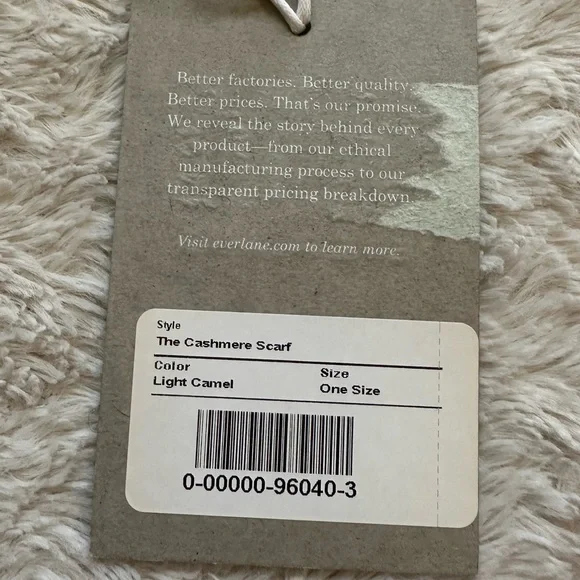 Better factories. Better quality.
Better prices. That's our promise.
We reveal the story behind every
product—from our ethical
manufacturing process to our
transparent pricing breakdown.
Visit everlane.com to learn more.
Style
The Cashmere Scarf
Color Size
Light Camel One Size
0-00000-96040-3